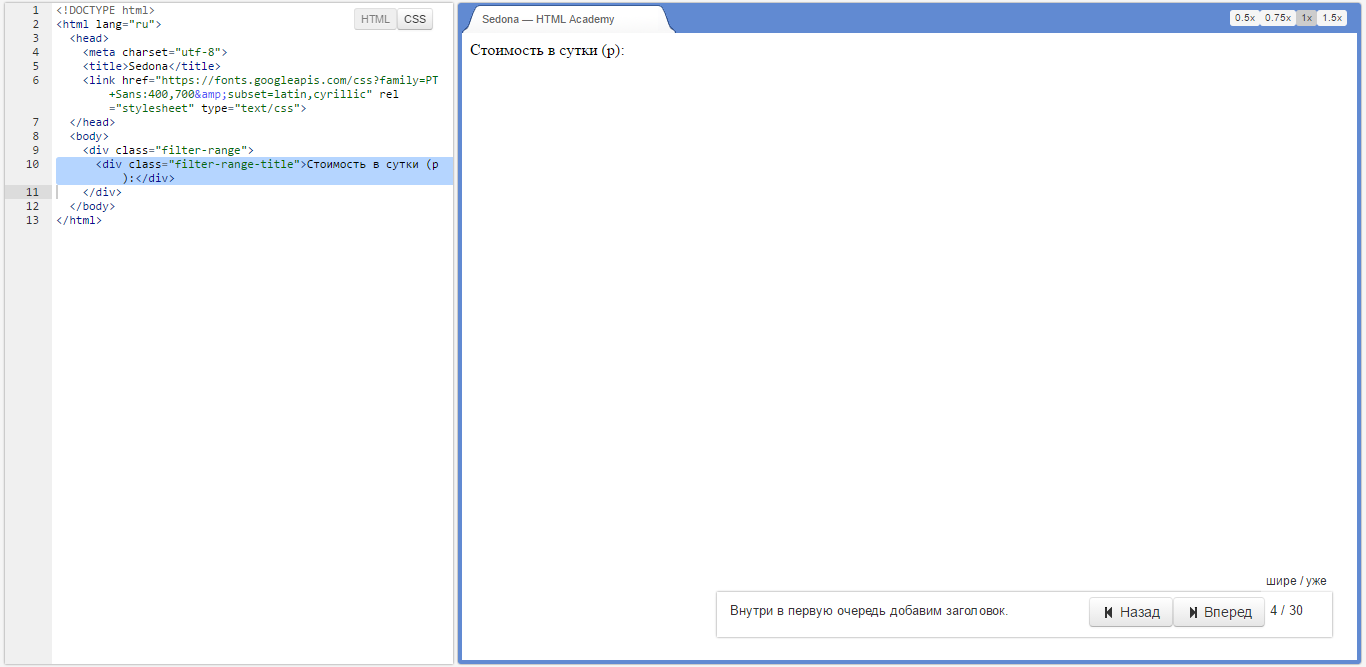 1 <!DOCTYPE html>
HTML CSS
2 <html lang="ru">
3 <head>
4 <meta charset="utf-8">
5 <title>Sedona</title>
6 <link href="https://fonts.googleapis.com/css?family=PT
+Sans:400,700&amp;subset=latin,cyrillic" rel
="stylesheet" type="text/css">
7 </head>
8 <body>
9 <div class="filter-range">
10 <div class="filter-range-title">Стоимость в сутки (р
):</div>
11 </div>
12 </body>
13 </html>
Sedona — HTML Academy
0.5x 0.75x 1x 1.5x
Стоимость в сутки (р):
шире / уже
Внутри в первую очередь добавим заголовок.
Назад Вперед 4 / 30